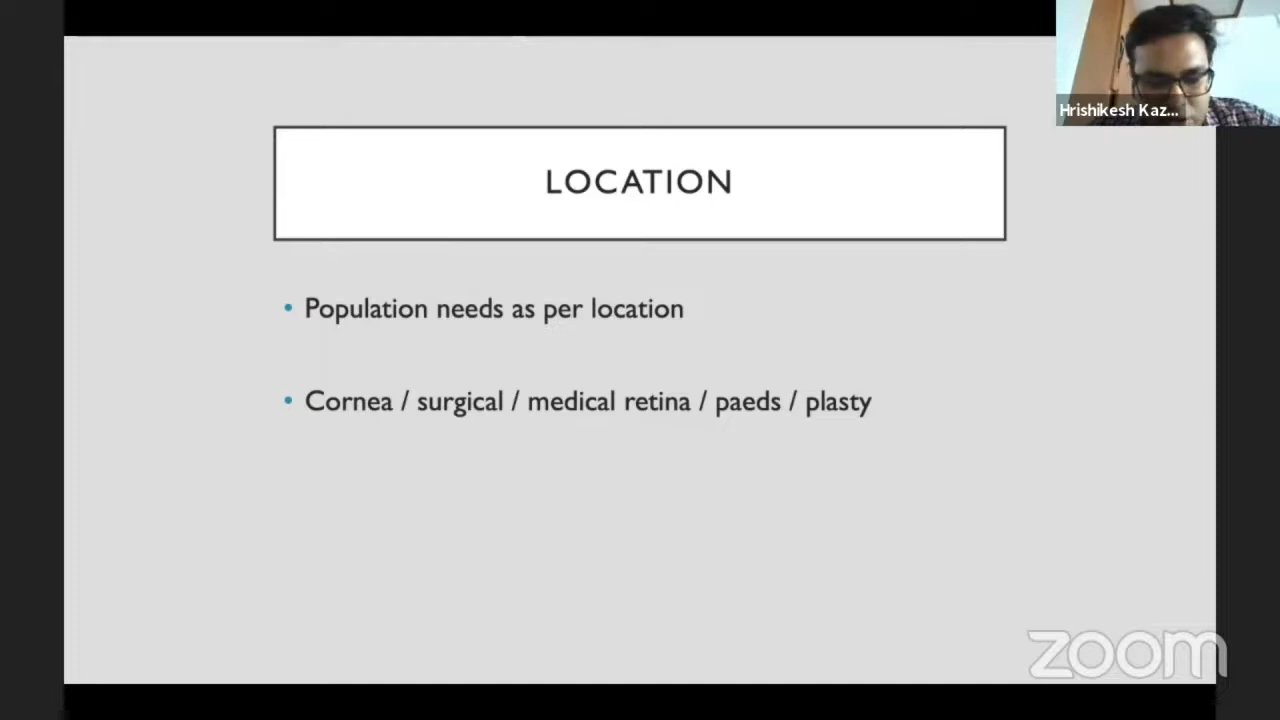 Hrishikesh Kaz...
LOCATION
• Population needs as per location
• Cornea / surgical / medical retina / paeds / plasty
zoom